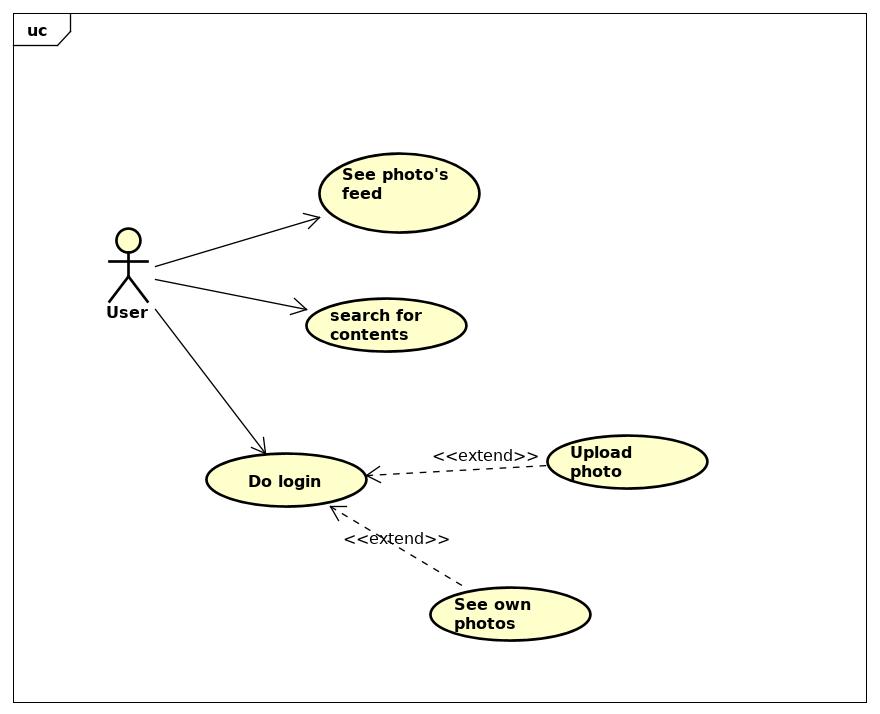 uc
See photo's
feed
User
search for
contents
Do login
<<extend>>
Upload
photo
<<extend>>
See own
photos